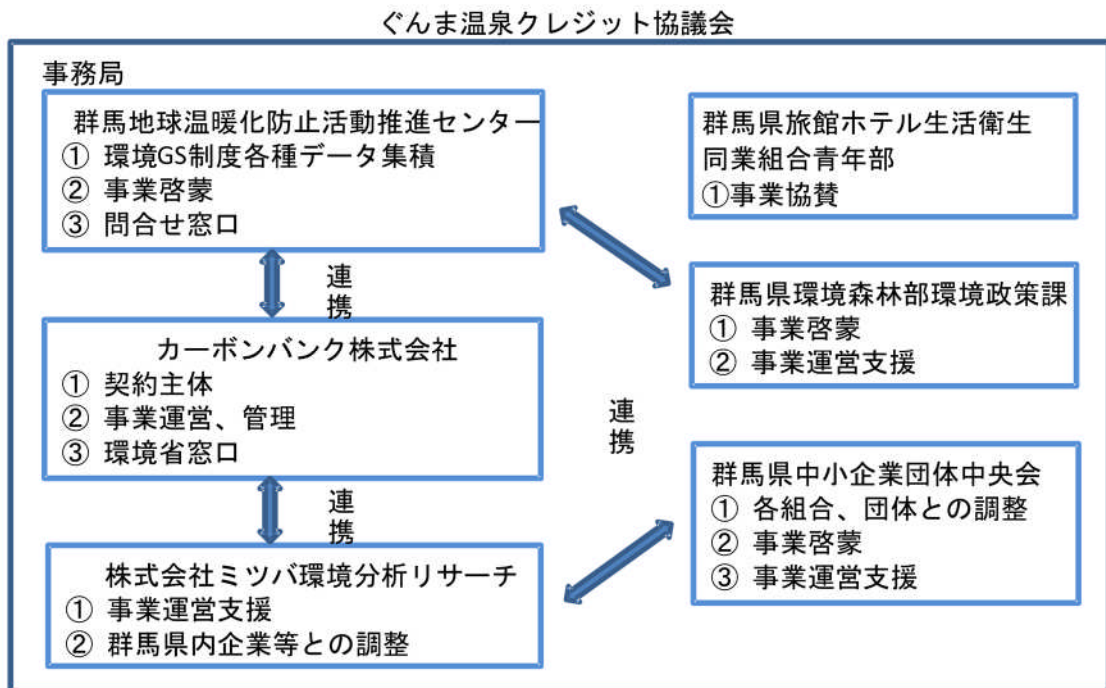 ぐんま温泉クレジット協議会
事務局
群馬地球温暖化防止活動推進センター
① 環境GS制度各種データ集積
② 事業啓蒙
③ 問合せ窓口
連携
カーボンバンク株式会社
① 契約主体
② 事業運営、管理
③ 環境省窓口
連携
株式会社ミツバ環境分析リサーチ
① 事業運営支援
② 群馬県内企業等との調整
群馬県旅館ホテル生活衛生
同業組合青年部
①事業協賛
群馬県環境森林部環境政策課
① 事業啓蒙
② 事業運営支援
連携
群馬県中小企業団体中央会
① 各組合、団体との調整
② 事業啓蒙
③ 事業運営支援